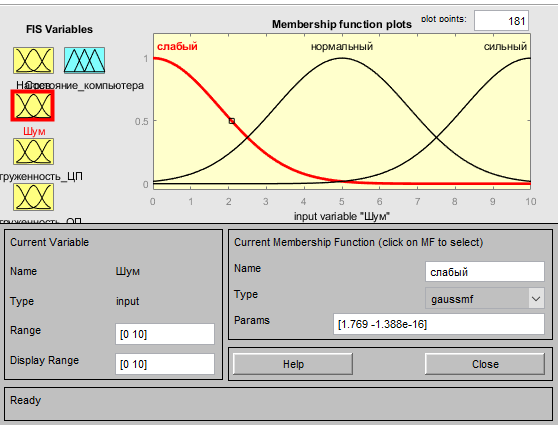 FIS Variables
Membership function plots
plot points:
181
Состояние_компьютера
Шум
груженность_ЦП
груженность_ОП
слабый
нормальный
сильный
1
0.5
0
0
1
2
3
4
5
6
7
8
9
10
input variable "Шум"
Current Variable
Name
Шум
Type
input
Range
[0 10]
Display Range
[0 10]
Current Membership Function (click on MF to select)
Name
слабый
Type
gaussmf
Params
[1.769 -1.388e-16]
Help
Close
Ready